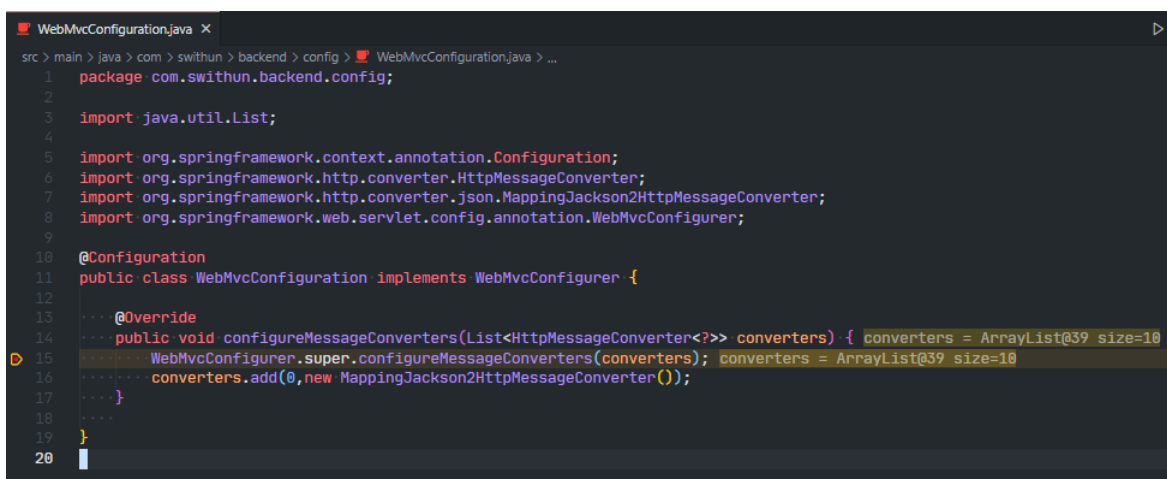 WebMvcConfiguration.java ×
src > main > java > com > swithun > backend > config > WebMvcConfiguration.java > ...
1 package com.swithun.backend.config;
2
3 import java.util.List;
4
5 import org.springframework.context.annotation.Configuration;
6 import org.springframework.http.converter.HttpMessageConverter;
7 import org.springframework.http.converter.json.MappingJackson2HttpMessageConverter;
8 import org.springframework.web.servlet.config.annotation.WebMvcConfigurer;
9
10 @Configuration
11 public class WebMvcConfiguration implements WebMvcConfigurer {
12
13 ····@Override
14 ····public void configureMessageConverters(List<HttpMessageConverter<?>> converters) { converters = ArrayList@39 size=10
15 ········WebMvcConfigurer.super.configureMessageConverters(converters); converters = ArrayList@39 size=10
16 ········converters.add(0,new MappingJackson2HttpMessageConverter());
17 ····}
18 ····
19 }
20